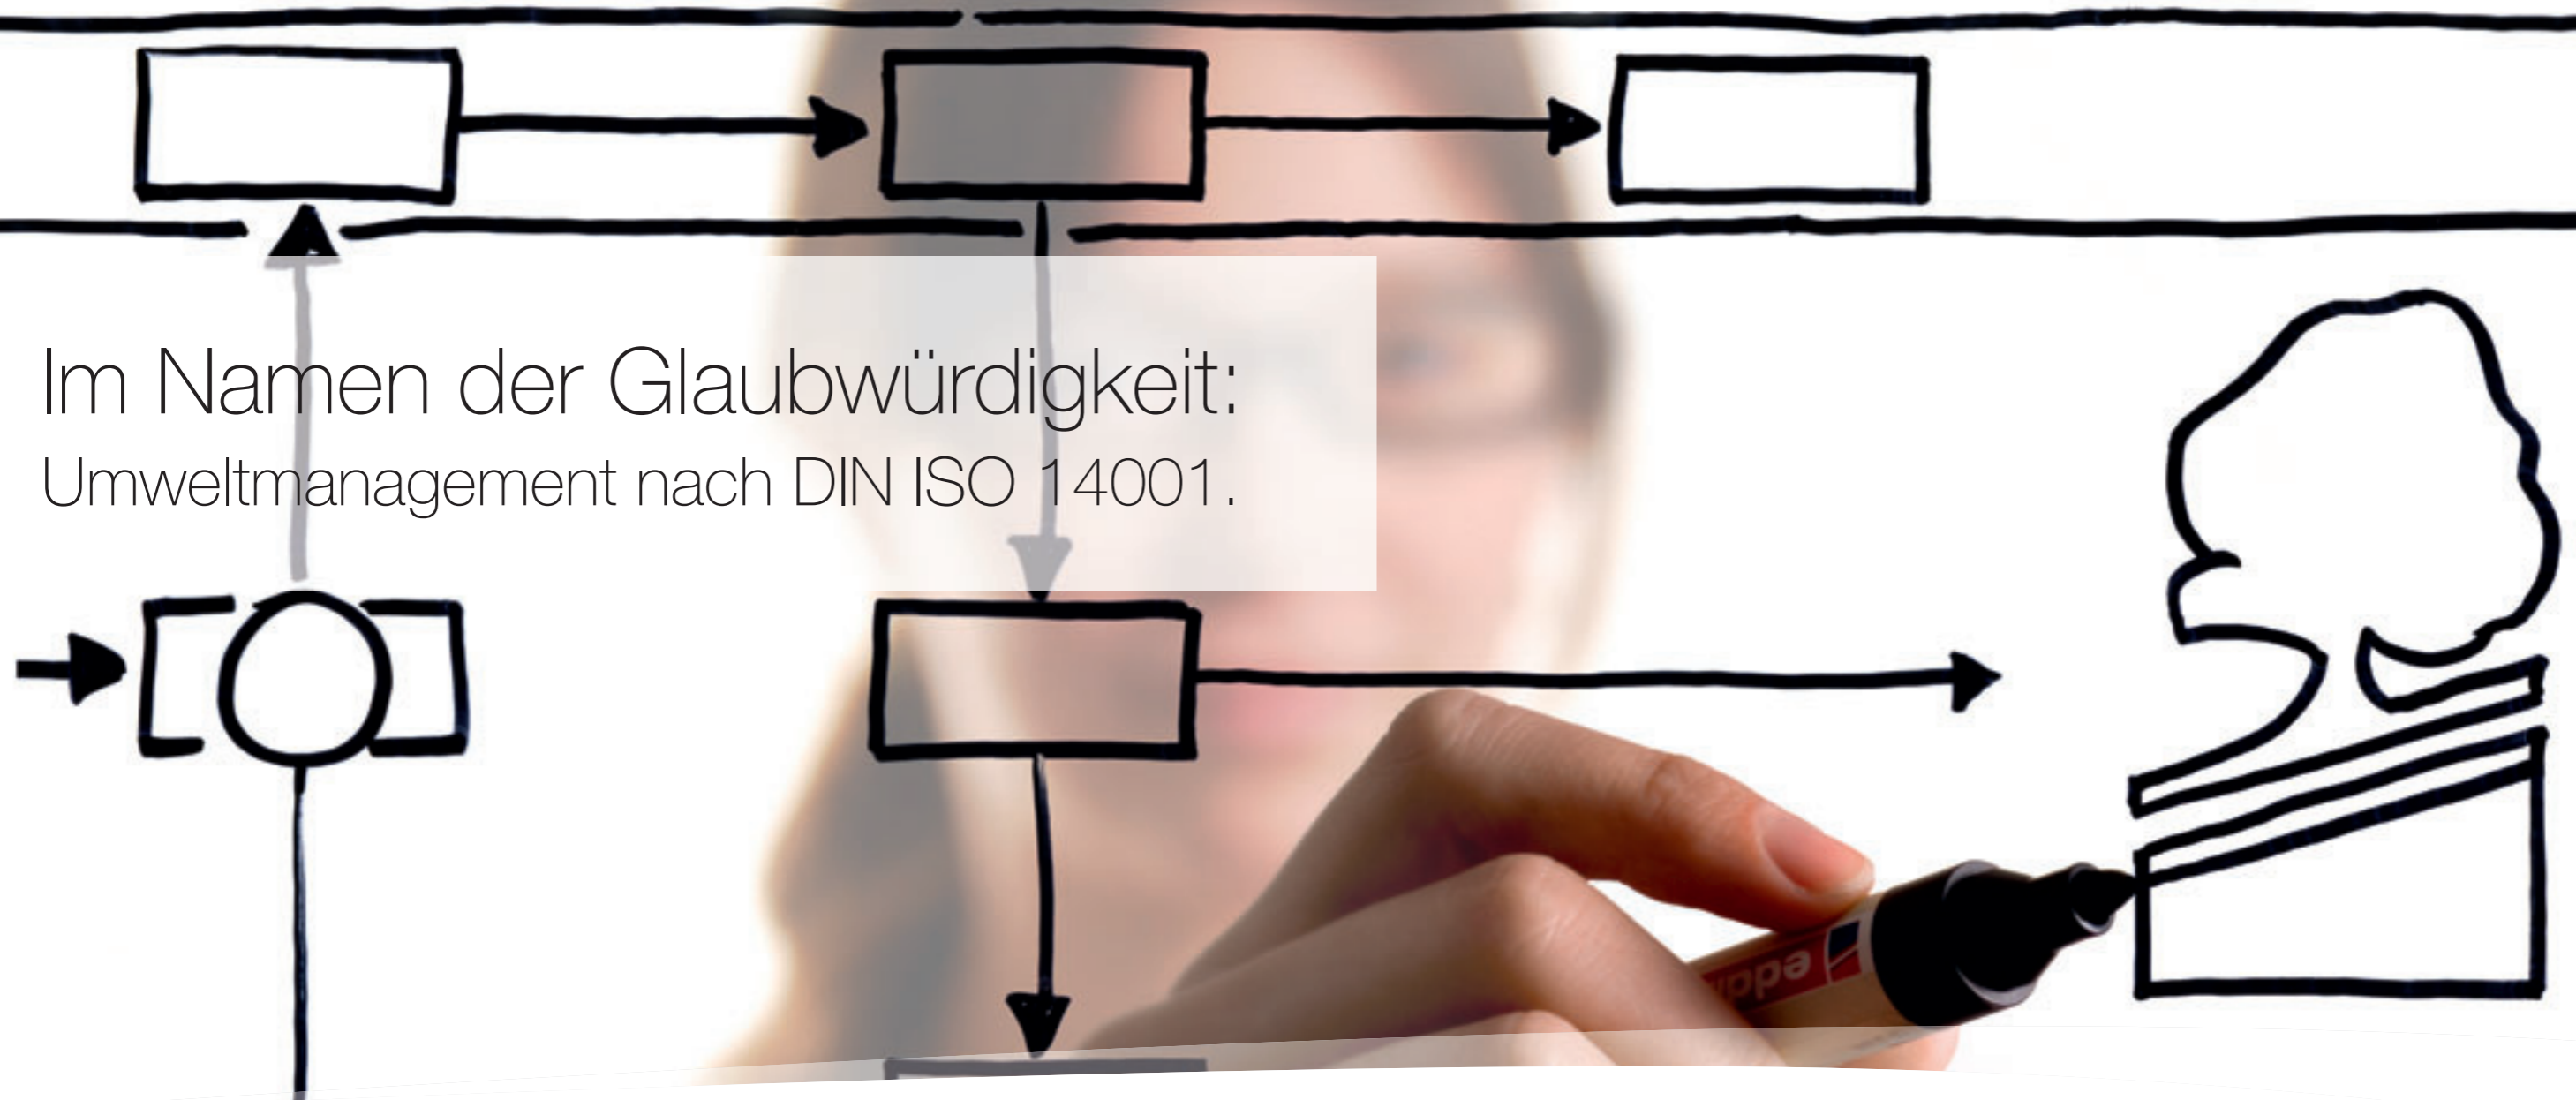 Im Namen der Glaubwürdigkeit:
Umweltmanagement nach DIN ISO 14001.